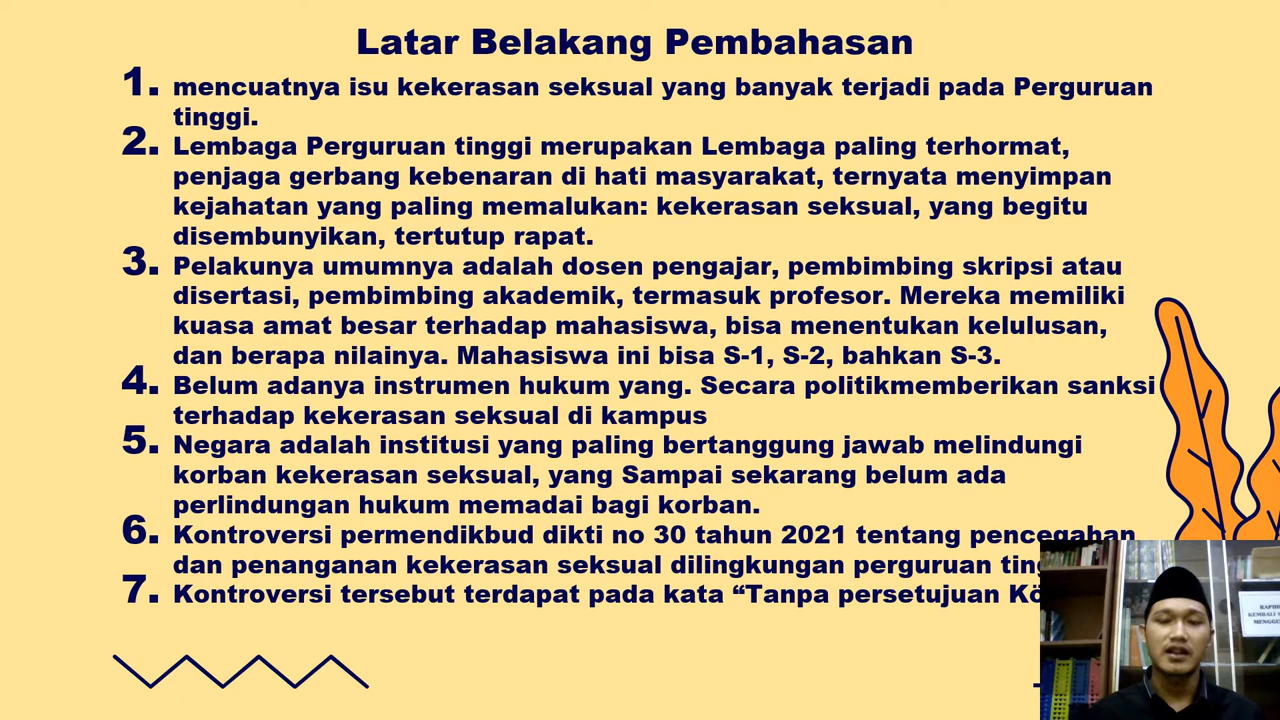 Latar Belakang Pembahasan
1. mencuatnya isu kekerasan seksual yang banyak terjadi pada Perguruan
tinggi.
2. Lembaga Perguruan tinggi merupakan Lembaga paling terhormat,
penjaga gerbang kebenaran di hati masyarakat, ternyata menyimpan
kejahatan yang paling memalukan: kekerasan seksual, yang begitu
disembunyikan, tertutup rapat.
3. Pelakunya umumnya adalah dosen pengajar, pembimbing skripsi atau
disertasi, pembimbing akademik, termasuk profesor. Mereka memiliki
kuasa amat besar terhadap mahasiswa, bisa menentukan kelulusan,
dan berapa nilainya. Mahasiswa ini bisa S-1, S-2, bahkan S-3.
4. Belum adanya instrumen hukum yang. Secara politikmemberikan sanksi
terhadap kekerasan seksual di kampus
5. Negara adalah institusi yang paling bertanggung jawab melindungi
korban kekerasan seksual, yang Sampai sekarang belum ada
perlindungan hukum memadai bagi korban.
6. Kontroversi permendikbud dikti no 30 tahun 2021 tentang pencegahan
dan penanganan kekerasan seksual dilingkungan perguruan
7. Kontroversi tersebut terdapat pada kata “Tanpa persetujuan
KEMBALI